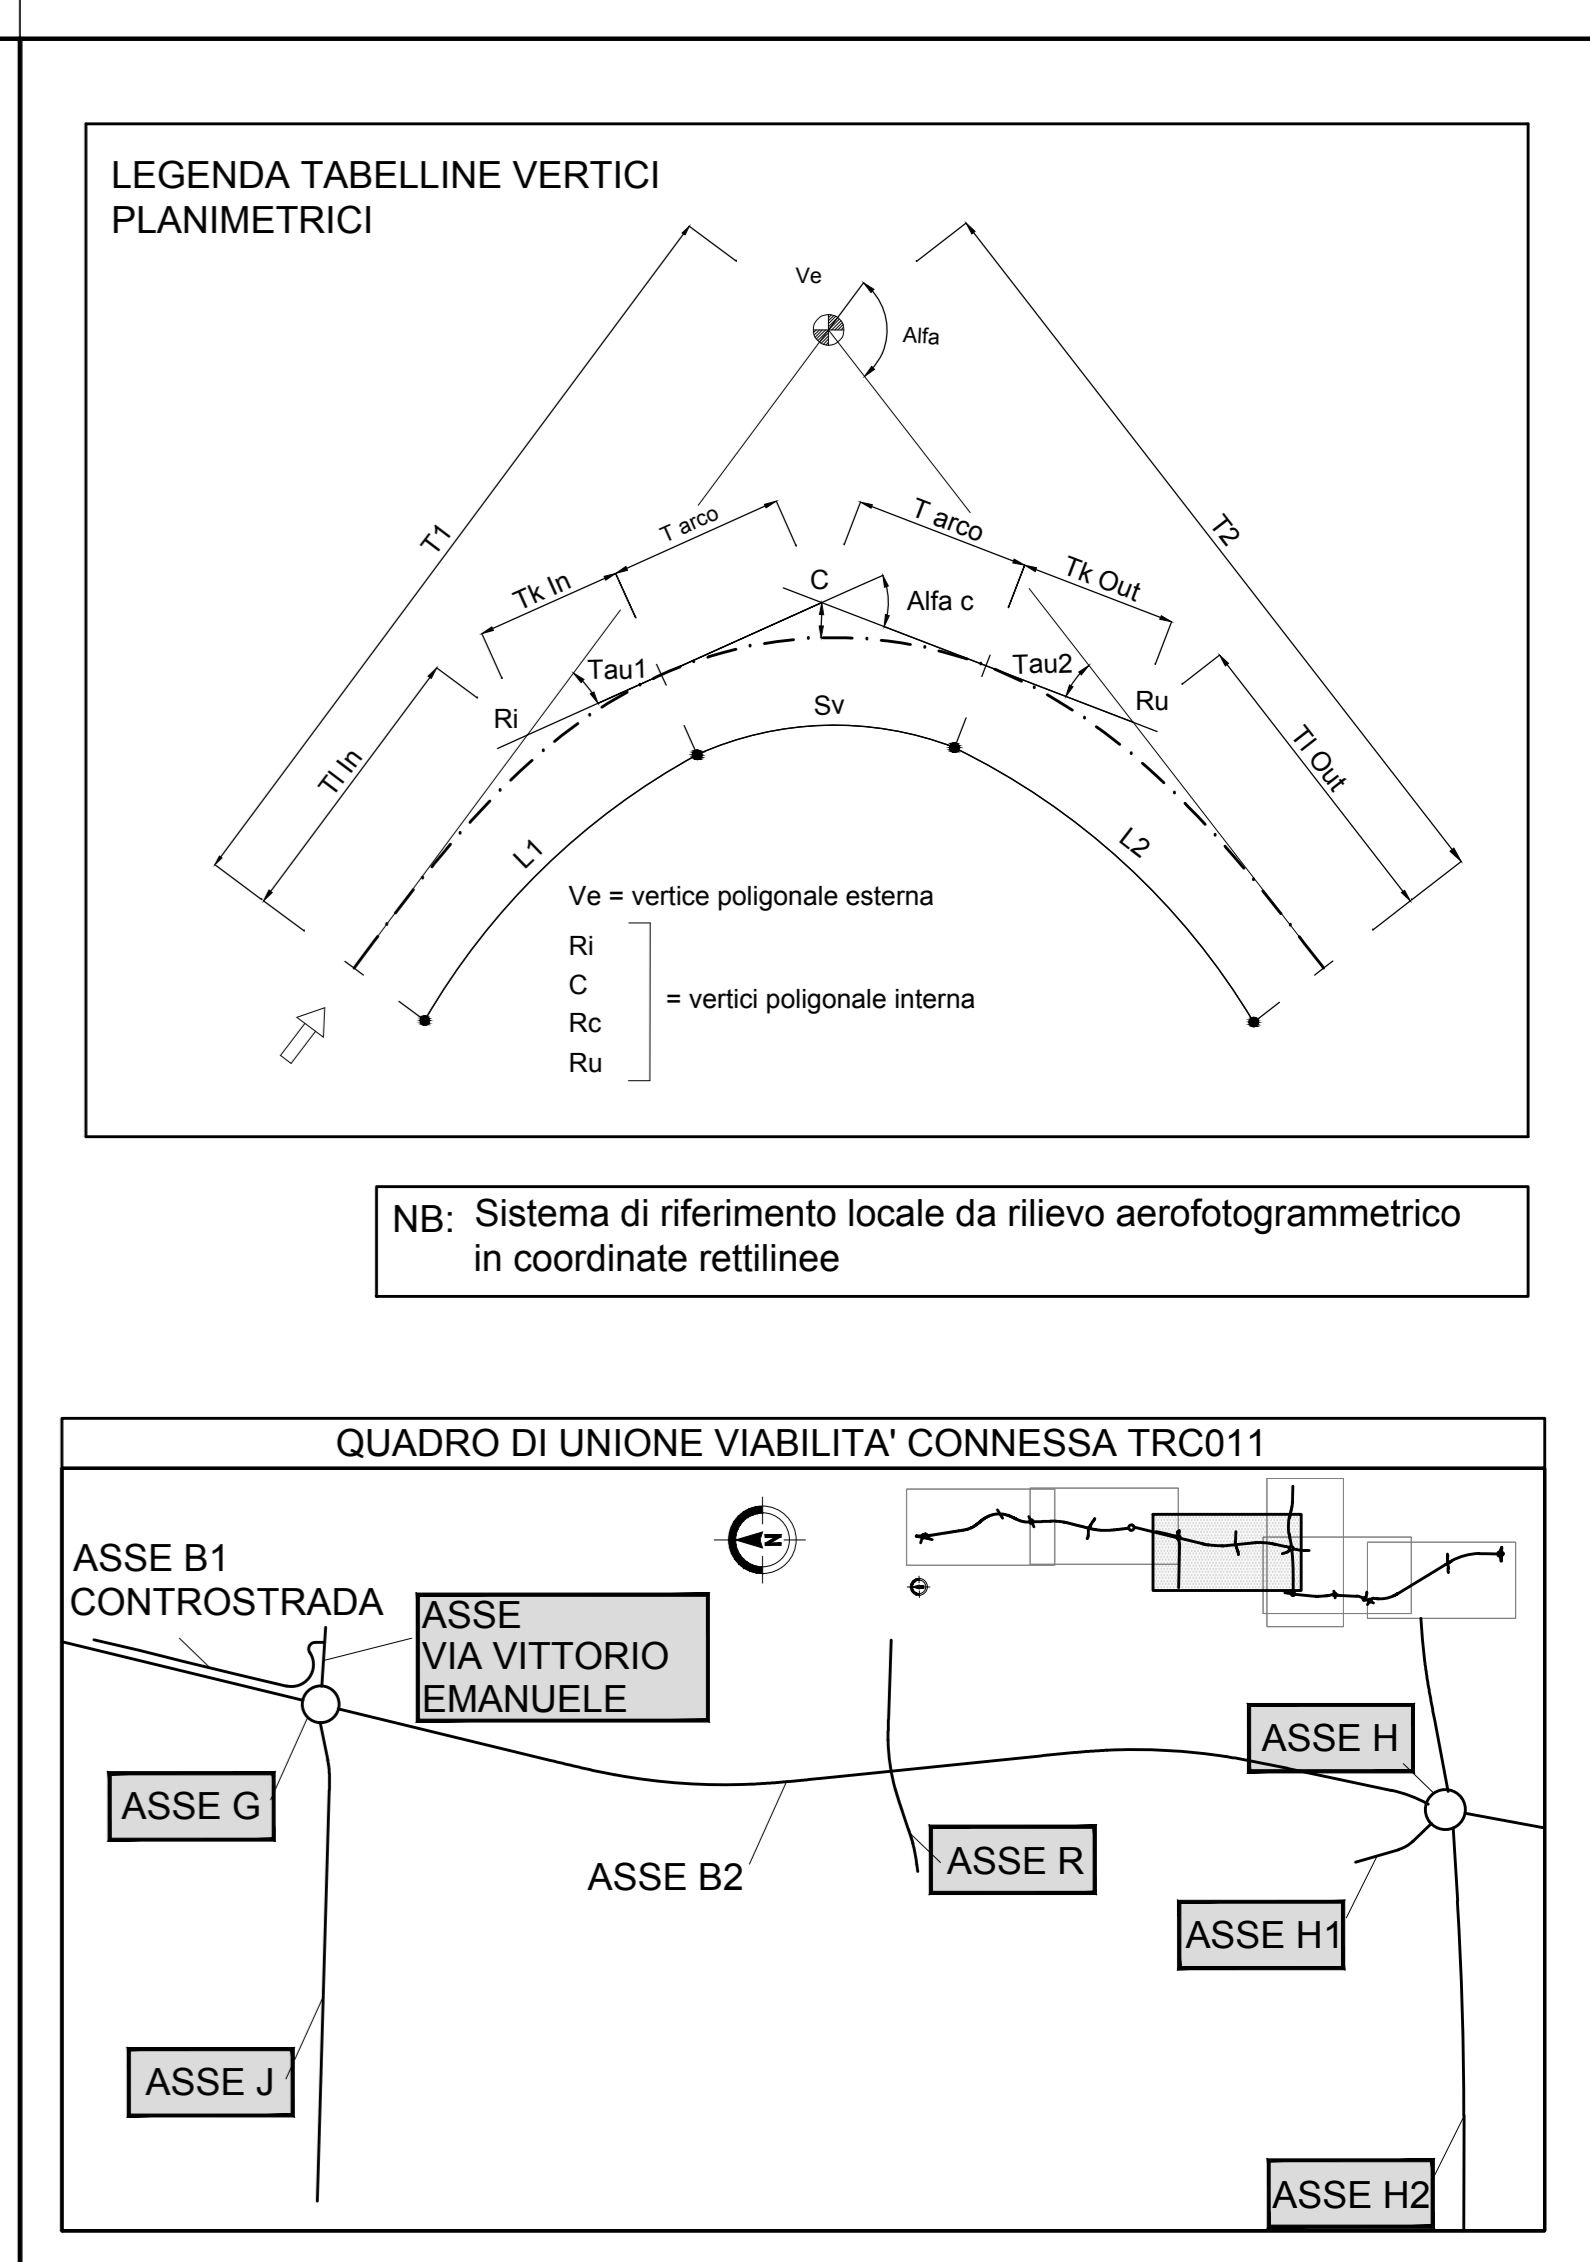 LEGENDA TABELLINE VERTICI
PLANIMETRICI
Ve
Alfa
T1
T2
T arco
T arco
Tk In
Tk Out
C
Alfa c
Tau1
Tau2
Ri
Ru
Sv
Tl In
Tl Out
L1
L2
Ve = vertice poligonale esterna
Ri
C
= vertici poligonale interna
Rc
Ru
NB: Sistema di riferimento locale da rilievo aerofotogrammetrico
in coordinate rettilinee
QUADRO DI UNIONE VIABILITA' CONNESSA TRC011
N
ASSE B1
CONTROSTRADA
ASSE
VIA VITTORIO
EMANUELE
ASSE H
ASSE G
ASSE B2
ASSE R
ASSE H1
ASSE J
ASSE H2